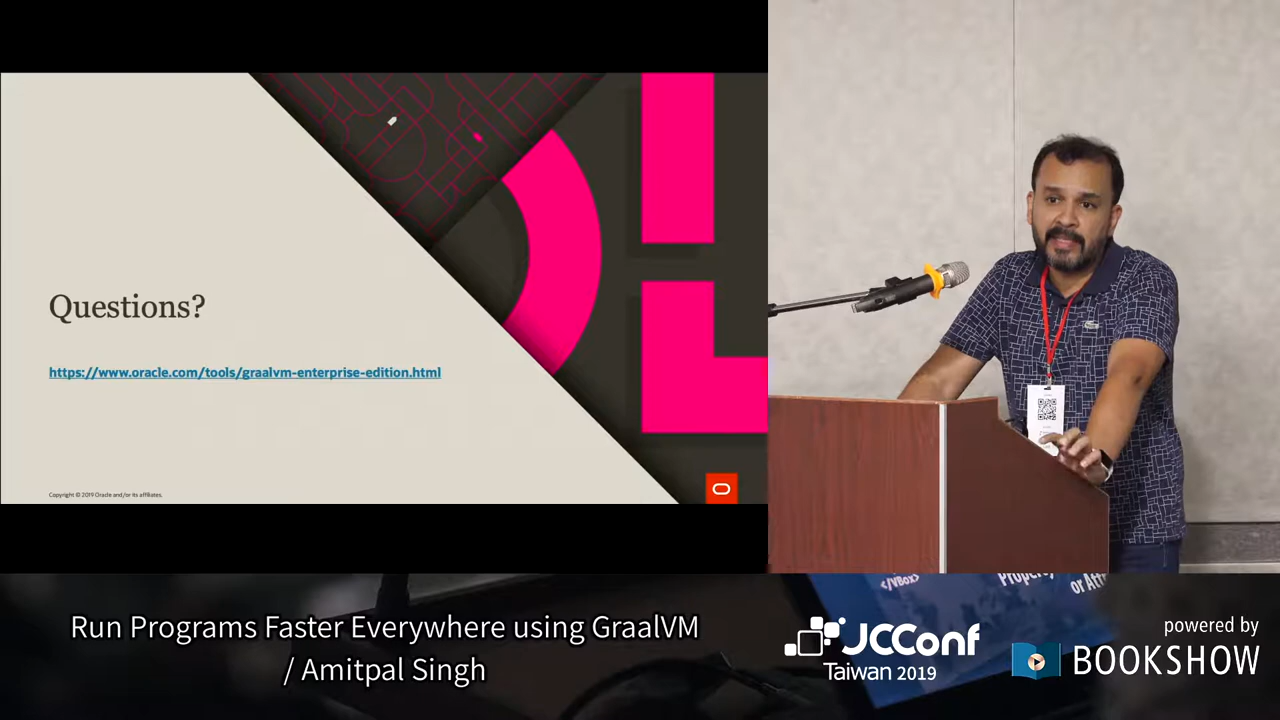 Questions?
https://www.oracle.com/tools/graalvm-enterprise-edition.html
Copyright © 2019 Oracle and/or its affiliates.
</VBox>
Run Programs Faster Everywhere using GraalVM
/ Amitpal Singh
JCConf
Taiwan 2019
powered by
BOOKSHOW